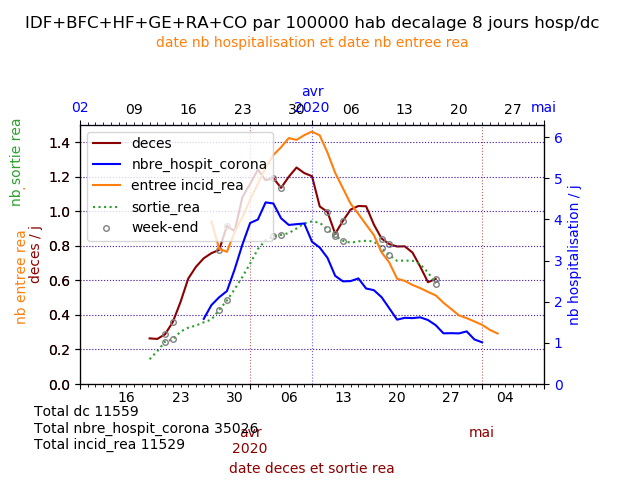 IDF+BFC+HF+GE+RA+CO par 100000 hab decalage 8 jours hosp/dc
date nb hospitalisation et date nb entree rea
avr
02 09 16 23 30 2020 06 13 20 27 mai
nb sortie rea
nb entree rea
deces / j
nb hospitalisation / j
deces
nbre_hospit_corona
entree incid_rea
sortie_rea
week-end
1.4
1.2
1.0
0.8
0.6
0.4
0.2
0.0
6
5
4
3
2
1
0
16 23 30 06 13 20 27 04
Total dc 11559
Total nbre_hospit_corona 35026
Total incid_rea 11529
avr
2020
mai
date deces et sortie rea